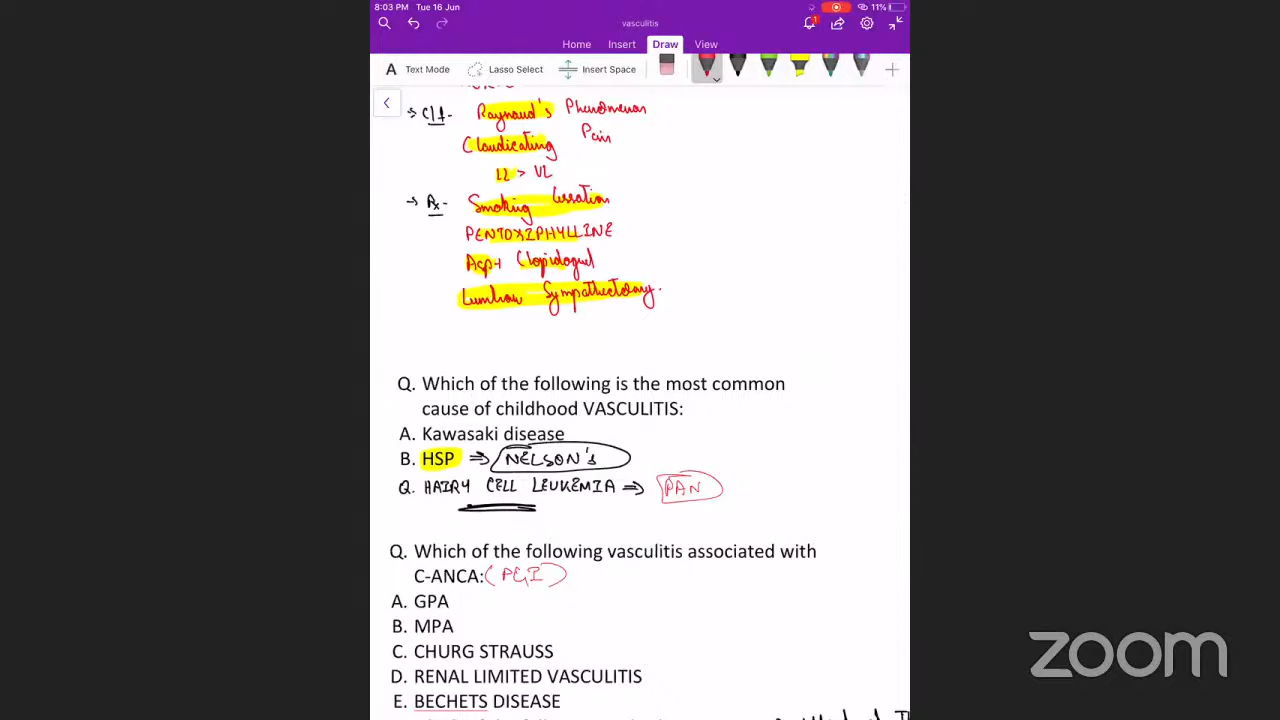 8:03 PM Tue 16 Jun
11%
vasculitis
Home Insert Draw View
A Text Mode Lasso Select Insert Space
→ C/f- Raynaud's Phenomenon
Claudicating Pain
LL > UL
→ Rx- Smoking Cessation
PENTOXIPHYLLINE
Asp + Clopidogrel
Lumbar Sympathectomy.
Q. Which of the following is the most common
cause of childhood VASCULITIS:
A. Kawasaki disease
B. HSP ⇒ NELSON'S
Q. HAIRY CELL LEUKEMIA ⇒ PAN
Q. Which of the following vasculitis associated with
C-ANCA: (PGI)
A. GPA
B. MPA
C. CHURG STRAUSS
D. RENAL LIMITED VASCULITIS
E. BECHETS DISEASE
zoom